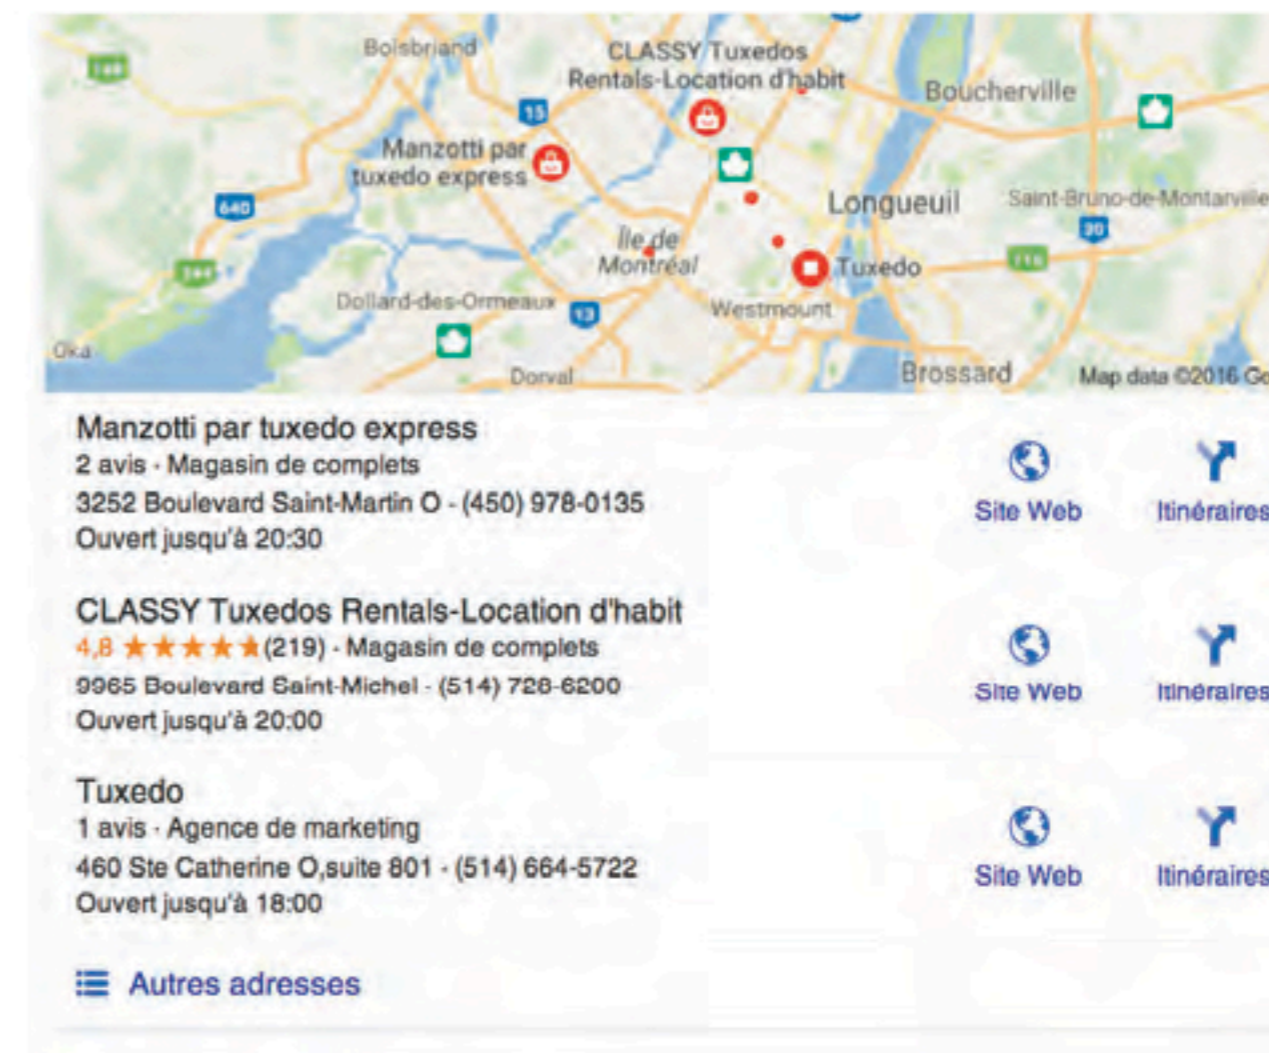 Boisbriand
CLASSY Tuxedos
Rentals-Location d'habit
Boucherville
15
Manzotti par
tuxedo express
640
Longueuil
Saint-Bruno-de-Montarville
Île de
Montréal
Tuxedo
30
116
344
Dollard-des-Ormeaux
13
Westmount
Oka
Dorval
Brossard
Map data ©2016 Go
Manzotti par tuxedo express
2 avis · Magasin de complets
3252 Boulevard Saint-Martin O - (450) 978-0135
Ouvert jusqu'à 20:30
Site Web
Itinéraires
CLASSY Tuxedos Rentals-Location d'habit
4,8 ★★★★★ (219) · Magasin de complets
9965 Boulevard Saint-Michel - (514) 728-6200
Ouvert jusqu'à 20:00
Site Web
Itinéraires
Tuxedo
1 avis · Agence de marketing
460 Ste Catherine O,suite 801 - (514) 664-5722
Ouvert jusqu'à 18:00
Site Web
Itinéraires
Autres adresses